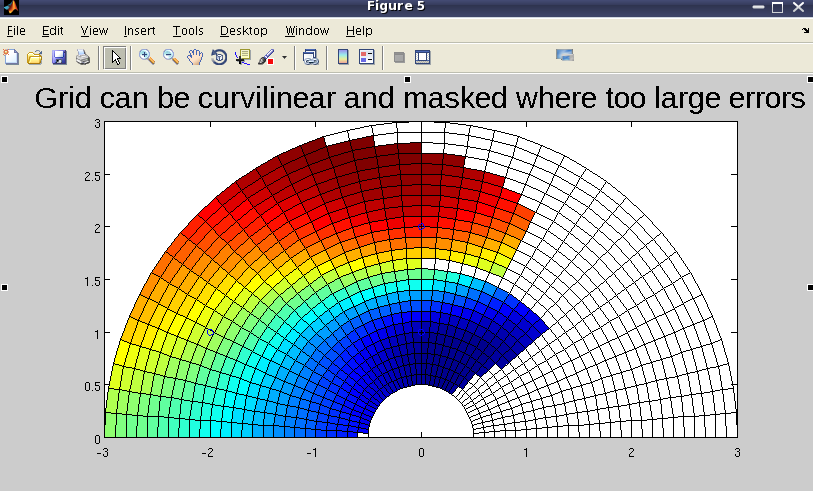 Figure 5
File Edit View Insert Tools Desktop Window Help
Grid can be curvilinear and masked where too large errors
3
2.5
2
1.5
1
0.5
0
-3 -2 -1 0 1 2 3